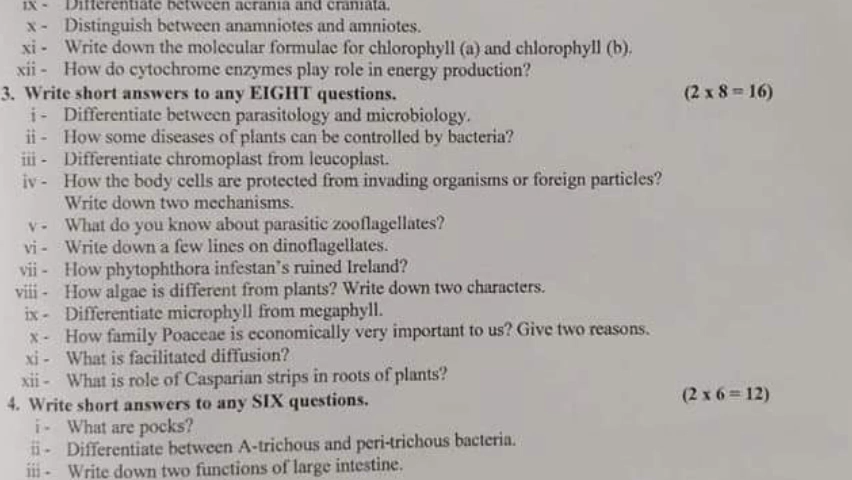 ix - Differentiate between acrania and craniata.
x - Distinguish between anamniotes and amniotes.
xi - Write down the molecular formulae for chlorophyll (a) and chlorophyll (b).
xii - How do cytochrome enzymes play role in energy production?
3. Write short answers to any EIGHT questions. (2 x 8 = 16)
i - Differentiate between parasitology and microbiology.
ii - How some diseases of plants can be controlled by bacteria?
iii - Differentiate chromoplast from leucoplast.
iv - How the body cells are protected from invading organisms or foreign particles?
Write down two mechanisms.
v - What do you know about parasitic zooflagellates?
vi - Write down a few lines on dinoflagellates.
vii - How phytophthora infestan's ruined Ireland?
viii - How algae is different from plants? Write down two characters.
ix - Differentiate microphyll from megaphyll.
x - How family Poaceae is economically very important to us? Give two reasons.
xi - What is facilitated diffusion?
xii - What is role of Casparian strips in roots of plants?
4. Write short answers to any SIX questions. (2 x 6 = 12)
i - What are pocks?
ii - Differentiate between A-trichous and peri-trichous bacteria.
iii - Write down two functions of large intestine.